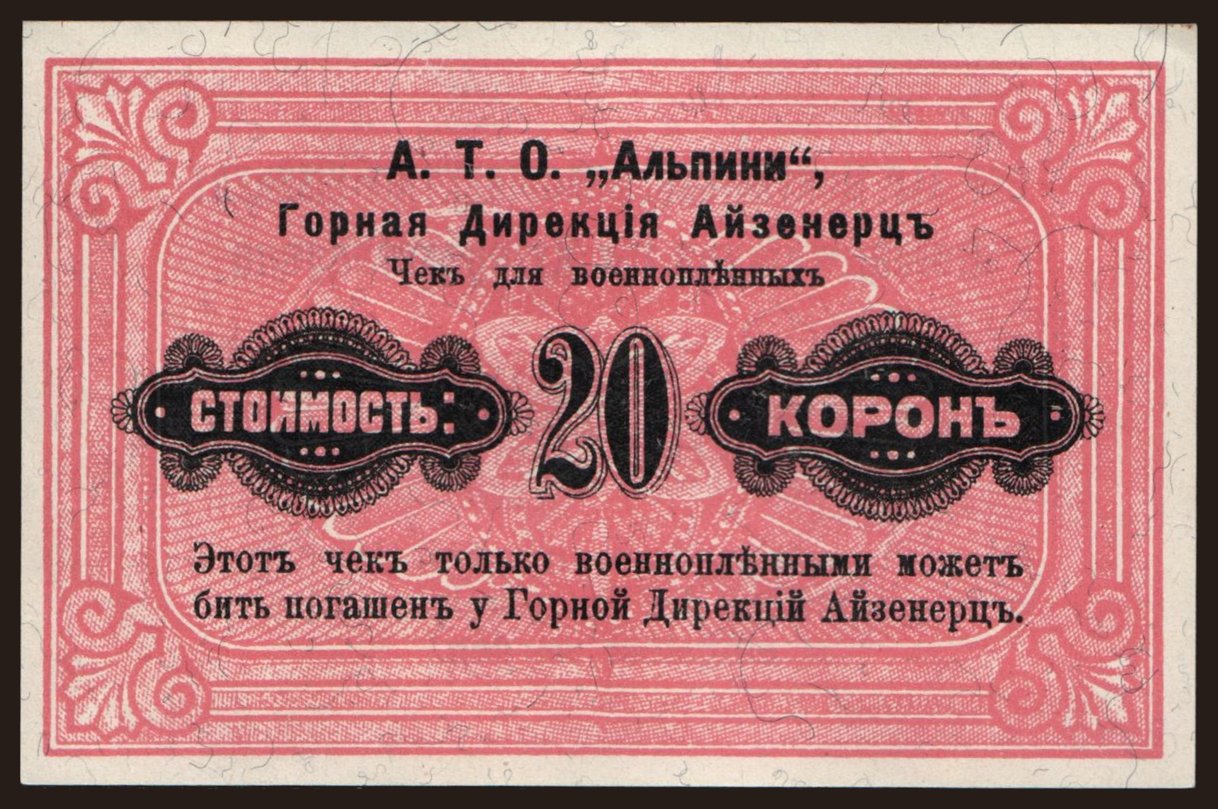 А. Т. О. „Альпини“,
Горная Дирекція Айзенерцъ
Чекъ для военноплѣнныхъ
СТОИМОСТЬ: 20 КОРОНЪ
Этотъ чекъ только военноплѣнными можетъ
бить погашенъ у Горной Дирекцій Айзенерцъ.